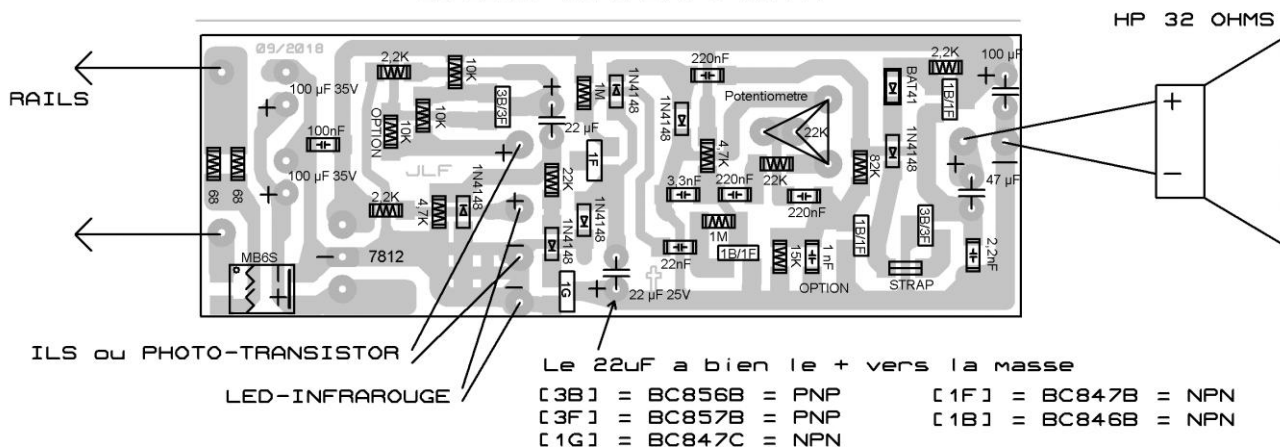 HP 32 OHMS
RAILS
09/2018
2,2K
10K
100 µF 35V
10K
10K
OPTION
100nF
3B/3F
22 µF
1M
1N4148
220nF
1N4148
Potentiometre
22K
BAT41
2,2K
1B/1F
100 µF
JLF
1F
4,7K
22K
1N4148
82K
47 µF
68
68
100 µF 35V
2,2K
4,7K
1N4148
22K
1N4148
3,3nF
220nF
220nF
1B/1F
3B/3F
MB6S
7812
1N4148
1G
22 µF 25V
22nF
1M
1B/1F
15K
1 nF
OPTION
STRAP
2,2nF
ILS ou PHOTO-TRANSISTOR
LED-INFRAROUGE
Le 22uF a bien le + vers la masse
[3B] = BC856B = PNP
[3F] = BC857B = PNP
[1G] = BC847C = NPN
[1F] = BC847B = NPN
[1B] = BC846B = NPN